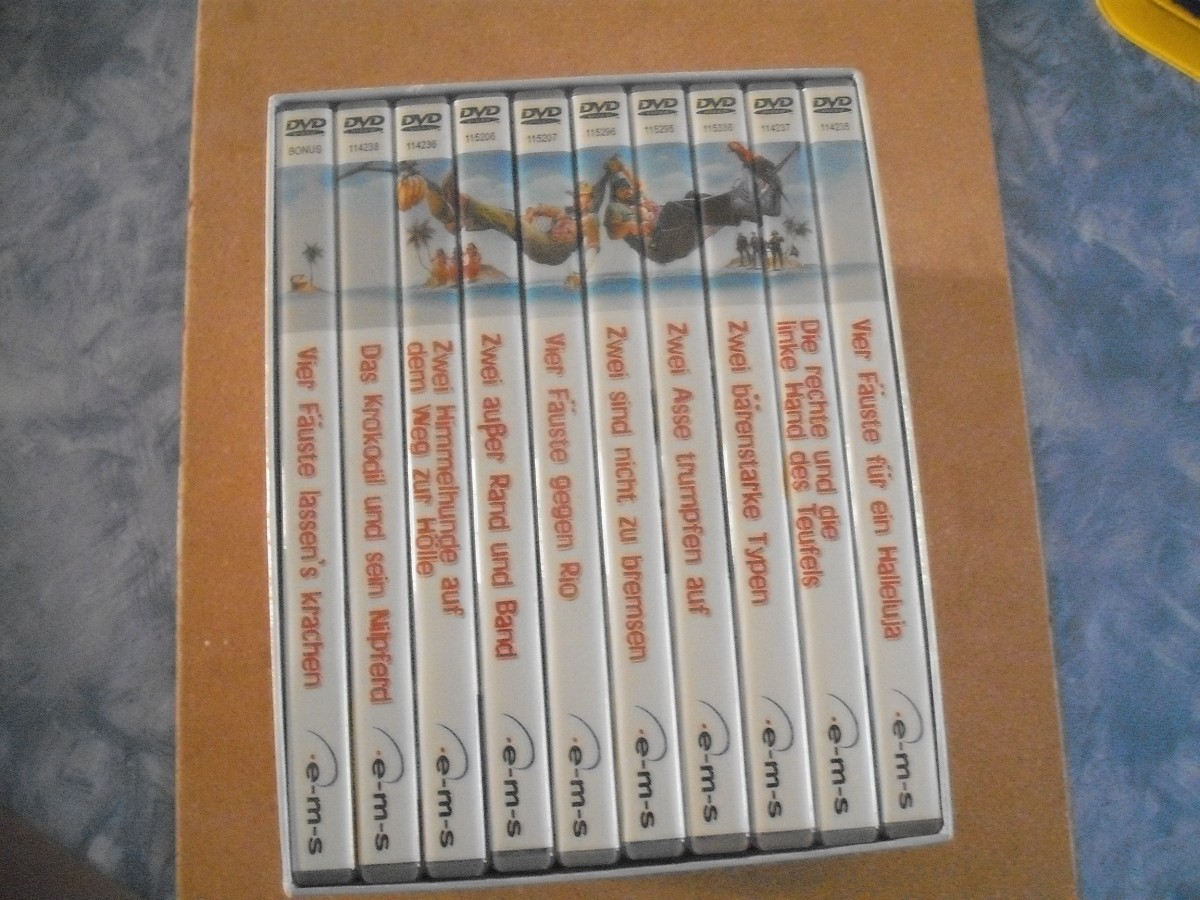 DVD
BONUS
Vier Fäuste lassen's krachen
e-m-s
DVD
114238
Das Krokodil und sein Nilpferd
e-m-s
DVD
114236
Zwei Himmelhunde auf
dem Weg zur Hölle
e-m-s
DVD
115206
Zwei außer Rand und Band
e-m-s
DVD
115207
Vier Fäuste gegen Rio
e-m-s
DVD
115296
Zwei sind nicht zu bremsen
e-m-s
DVD
115295
Zwei Asse trumpfen auf
e-m-s
DVD
Zwei bärenstarke Typen
e-m-s
DVD
114237
Die rechte und die
linke Hand des Teufels
e-m-s
DVD
Vier Fäuste für ein Halleluja
e-m-s